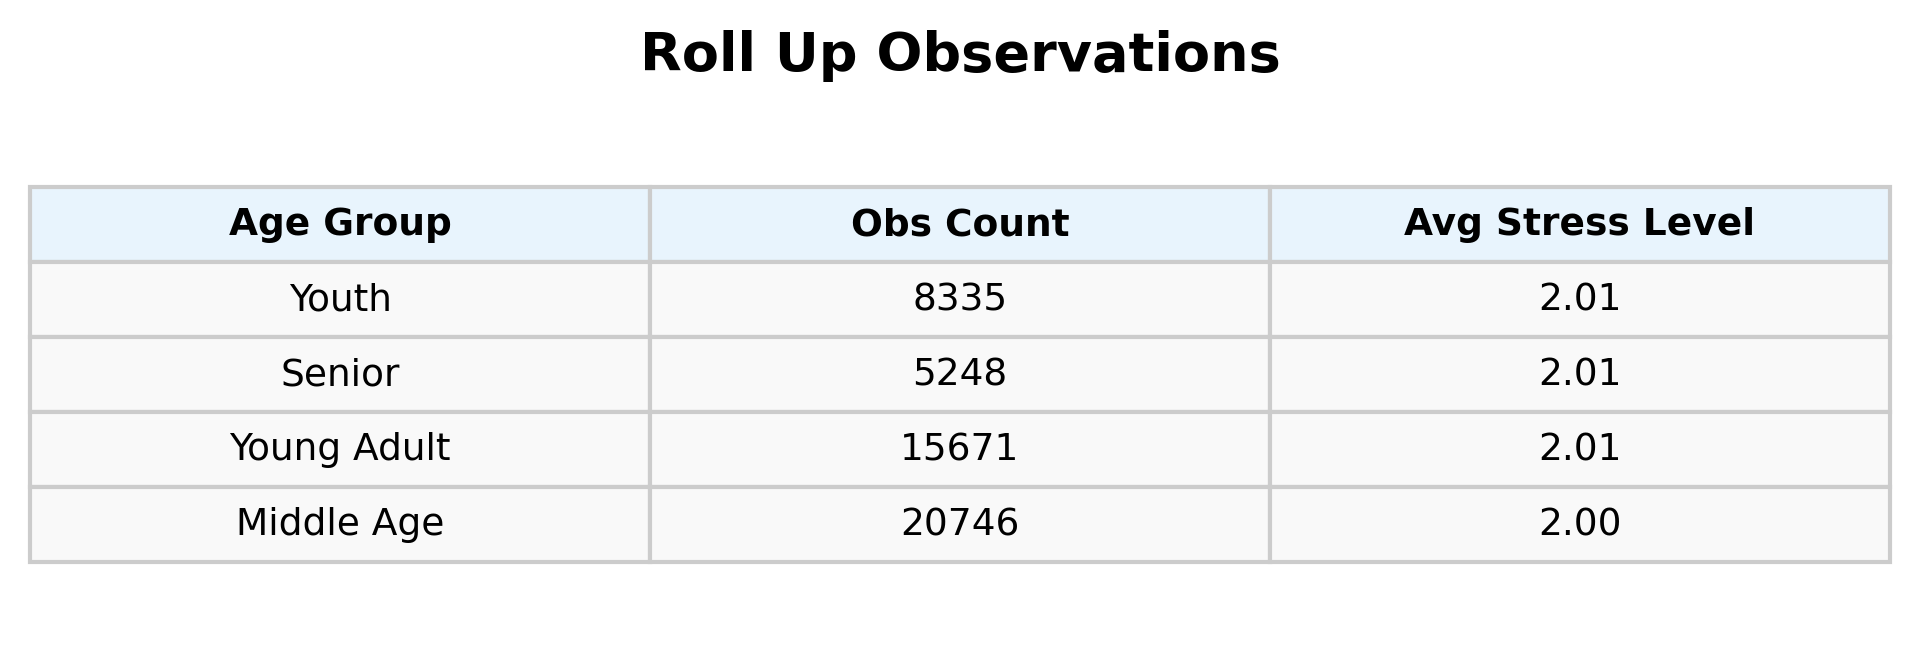 Roll Up Observations
Age Group Obs Count Avg Stress Level
Youth 8335 2.01
Senior 5248 2.01
Young Adult 15671 2.01
Middle Age 20746 2.00